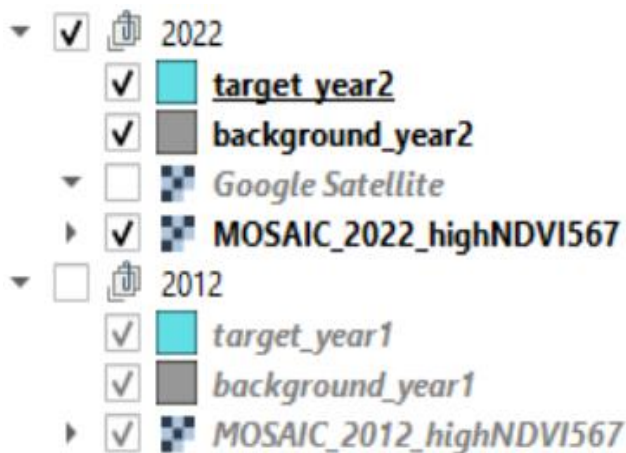 2022
target_year2
background_year2
Google Satellite
MOSAIC_2022_highNDVI567
2012
target_year1
background_year1
MOSAIC_2012_highNDVI567